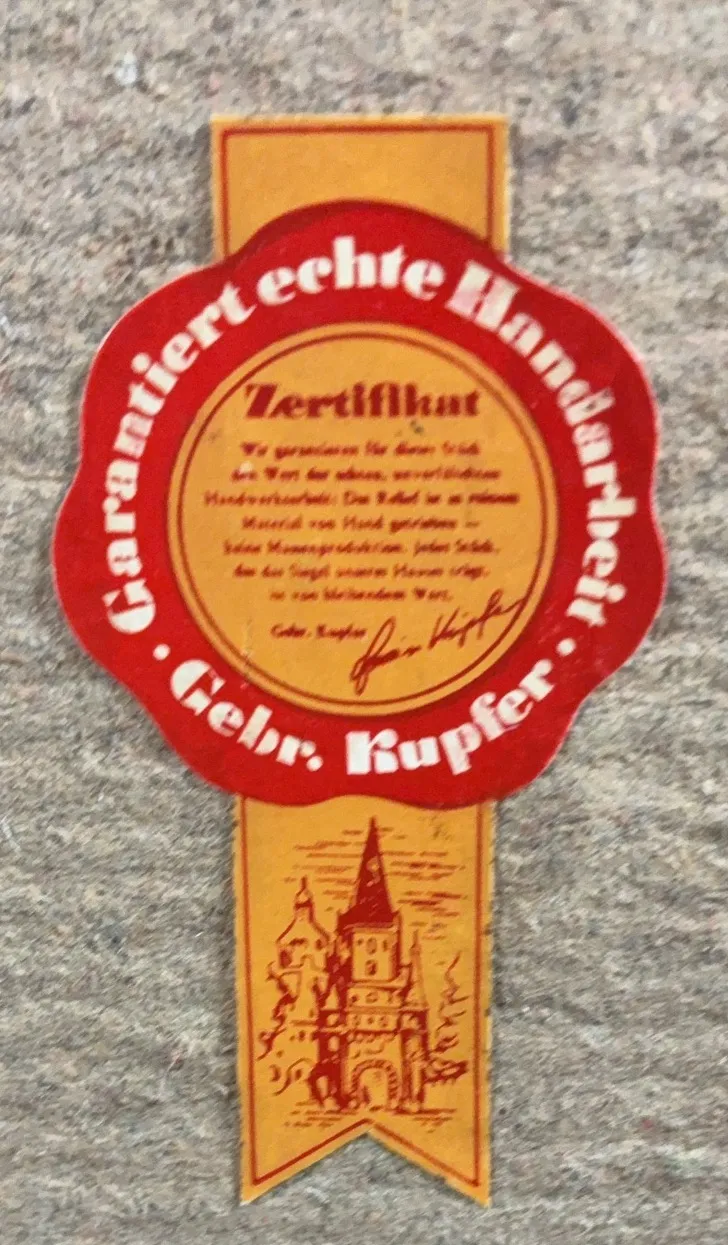 Garantiert echte Handarbeit
· Gebr. Kupfer ·
Zertifikat
Wir garantieren für dieses Stück
den Wert der echten, unverfälschten
Handwerksarbeit: Das Relief ist in reinem
Material von Hand getrieben —
keine Massenproduktion. Jedes Stück,
das das Siegel unseres Hauses trägt,
ist von bleibendem Wert.
Gebr. Kupfer
Kupfer